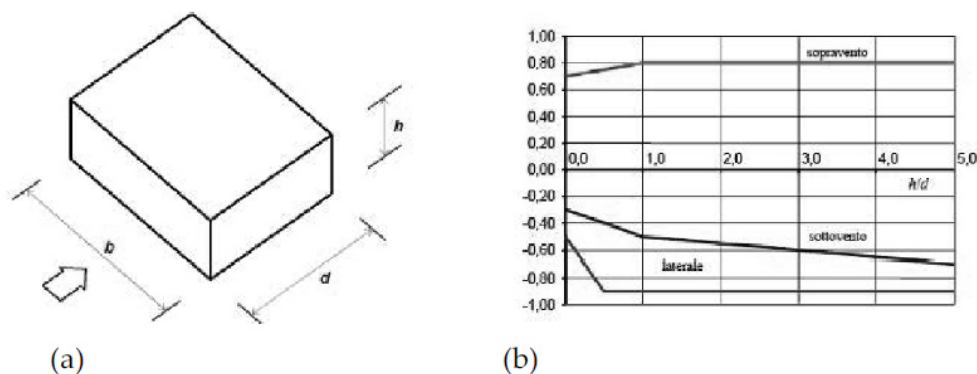 h
b
d
(a)
1,00
0,80
0,60
0,40
0,20
0,00
-0,20
-0,40
-0,60
-0,80
-1,00
sopravento
0,0 1,0 2,0 3,0 4,0 5,0
h/d
sottovento
laterale
(b)